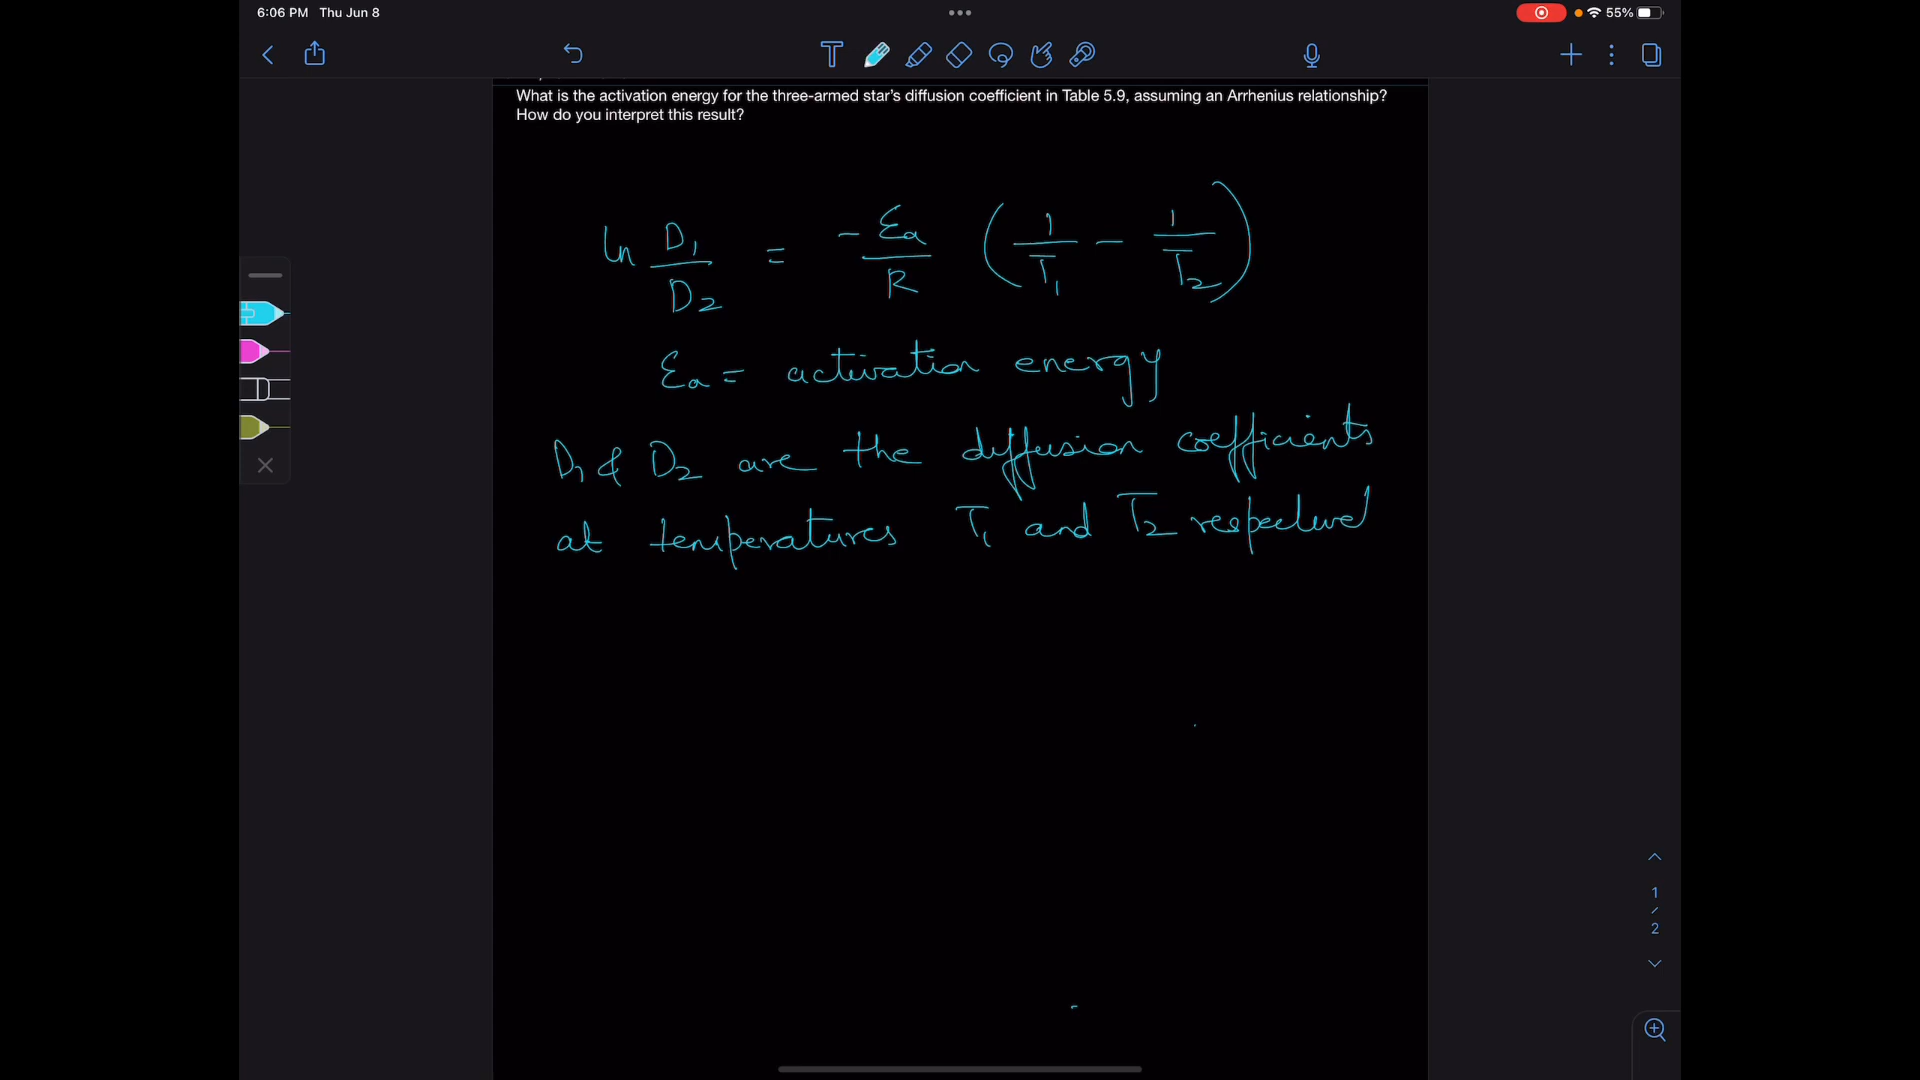 6:06 PM Thu Jun 8
55%
What is the activation energy for the three-armed star's diffusion coefficient in Table 5.9, assuming an Arrhenius relationship?
How do you interpret this result?
ln D₁/D₂ = -Ea/R (1/T₁ - 1/T₂)
Ea = activation energy
D₁ & D₂ are the diffusion coefficients
at temperatures T₁ and T₂
1
/
2